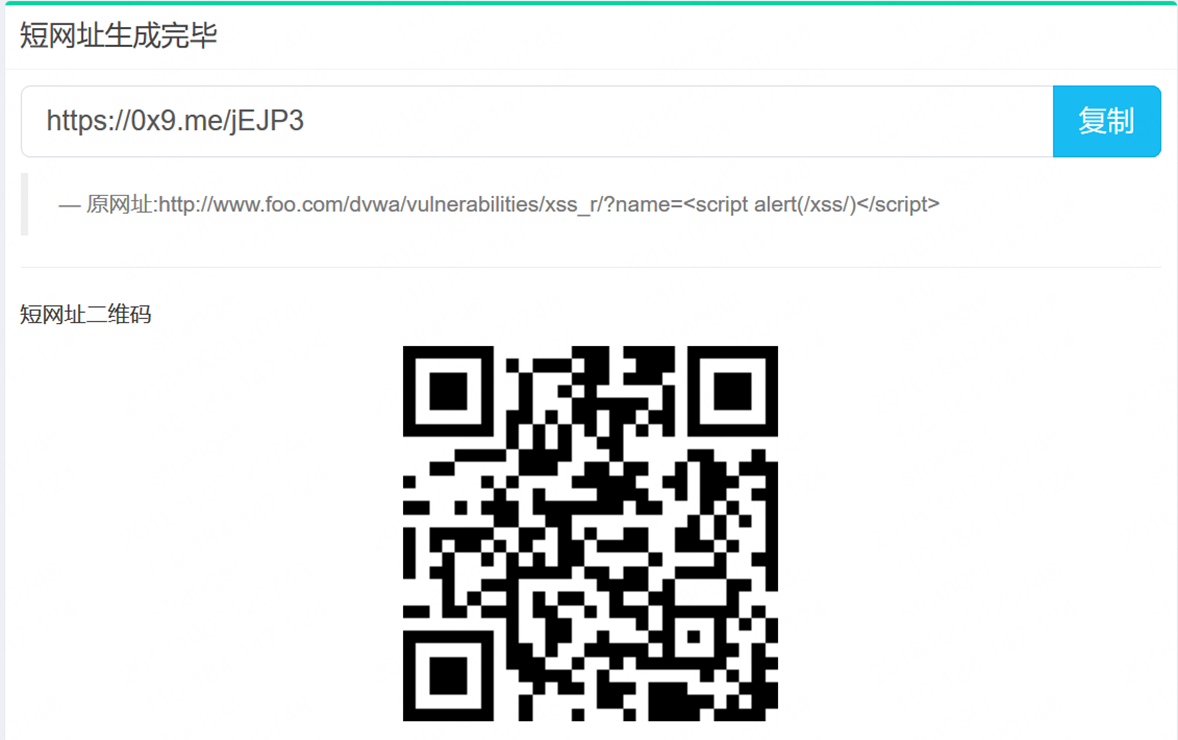 短网址生成完毕
https://0x9.me/jEJP3
复制
— 原网址:http://www.foo.com/dvwa/vulnerabilities/xss_r/?name=<script alert(/xss/)</script>
短网址二维码